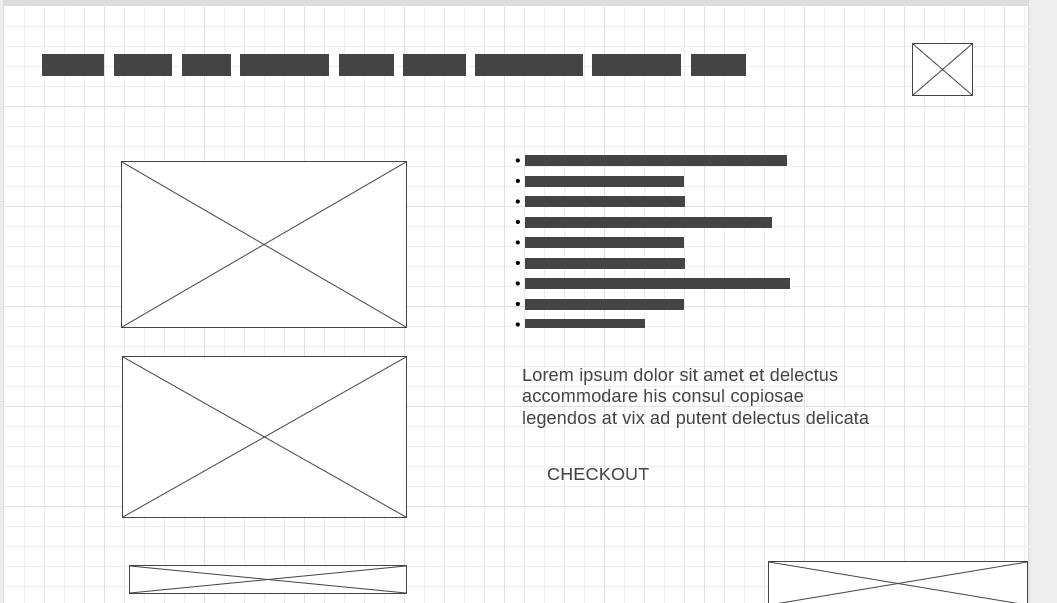 Lorem ipsum dolor sit amet et delectus
accommodare his consul copiosae
legendos at vix ad putent delectus delicata
CHECKOUT